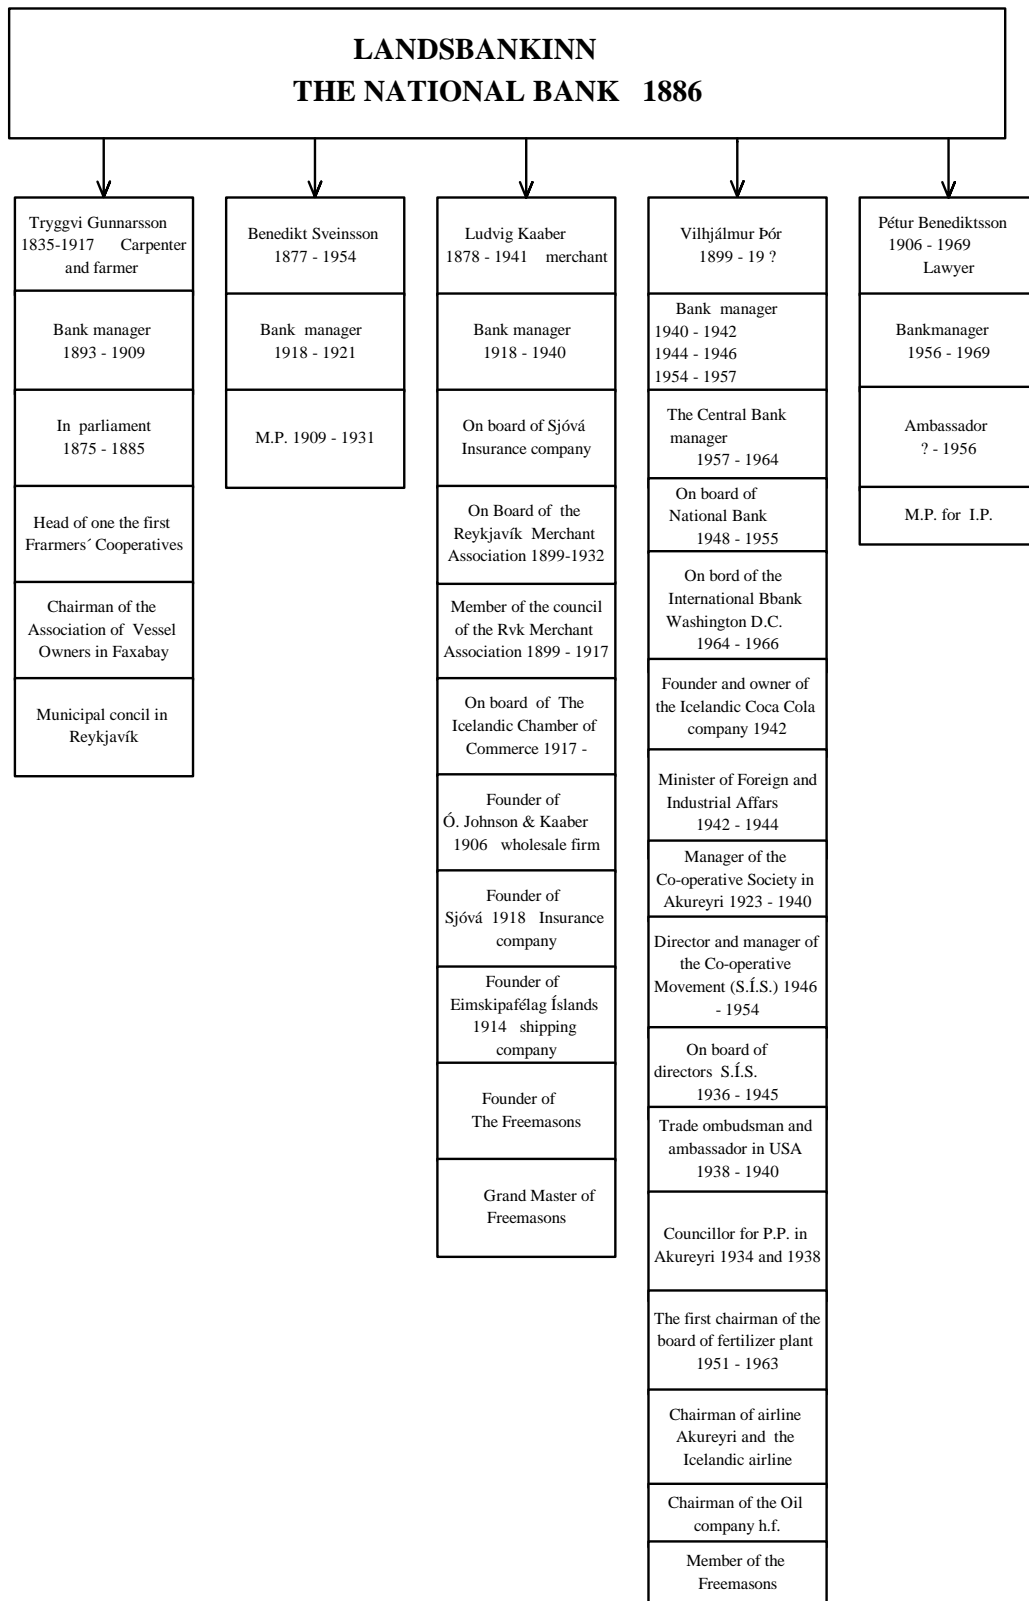 LANDSBANKINN
THE NATIONAL BANK 1886
Tryggvi Gunnarsson
1835-1917 Carpenter
and farmer
Bank manager
1893 - 1909
In parliament
1875 - 1885
Head of one the first
Frarmers´ Cooperatives
Chairman of the
Association of Vessel
Owners in Faxabay
Municipal concil in
Reykjavík
Benedikt Sveinsson
1877 - 1954
Bank manager
1918 - 1921
M.P. 1909 - 1931
Ludvig Kaaber
1878 - 1941 merchant
Bank manager
1918 - 1940
On board of Sjóvá
Insurance company
On Board of the
Reykjavík Merchant
Association 1899-1932
Member of the council
of the Rvk Merchant
Association 1899 - 1917
On board of The
Icelandic Chamber of
Commerce 1917 -
Founder of
Ó. Johnson & Kaaber
1906 wholesale firm
Founder of
Sjóvá 1918 Insurance
company
Founder of
Eimskipafélag Íslands
1914 shipping
company
Founder of
The Freemasons
Grand Master of
Freemasons
Vilhjálmur Þór
1899 - 19 ?
Bank manager
1940 - 1942
1944 - 1946
1954 - 1957
The Central Bank
manager
1957 - 1964
On board of
National Bank
1948 - 1955
On bord of the
International Bbank
Washington D.C.
1964 - 1966
Founder and owner of
the Icelandic Coca Cola
company 1942
Minister of Foreign and
Industrial Affars
1942 - 1944
Manager of the
Co-operative Society in
Akureyri 1923 - 1940
Director and manager of
the Co-operative
Movement (S.Í.S.) 1946
- 1954
On board of
directors S.Í.S.
1936 - 1945
Trade ombudsman and
ambassador in USA
1938 - 1940
Councillor for P.P. in
Akureyri 1934 and 1938
The first chairman of the
board of fertilizer plant
1951 - 1963
Chairman of airline
Akureyri and the
Icelandic airline
Chairman of the Oil
company h.f.
Member of the
Freemasons
Pétur Benediktsson
1906 - 1969
Lawyer
Bankmanager
1956 - 1969
Ambassador
? - 1956
M.P. for I.P.